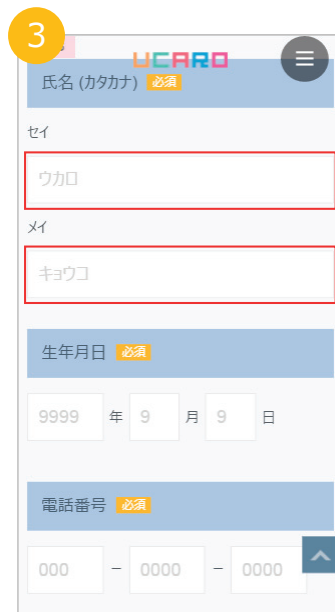 3
UCARO
氏名 (カタカナ) 必須
セイ
ウカロ
メイ
キョウコ
生年月日 必須
9999 年 9 月 9 日
電話番号 必須
000 － 0000 － 0000